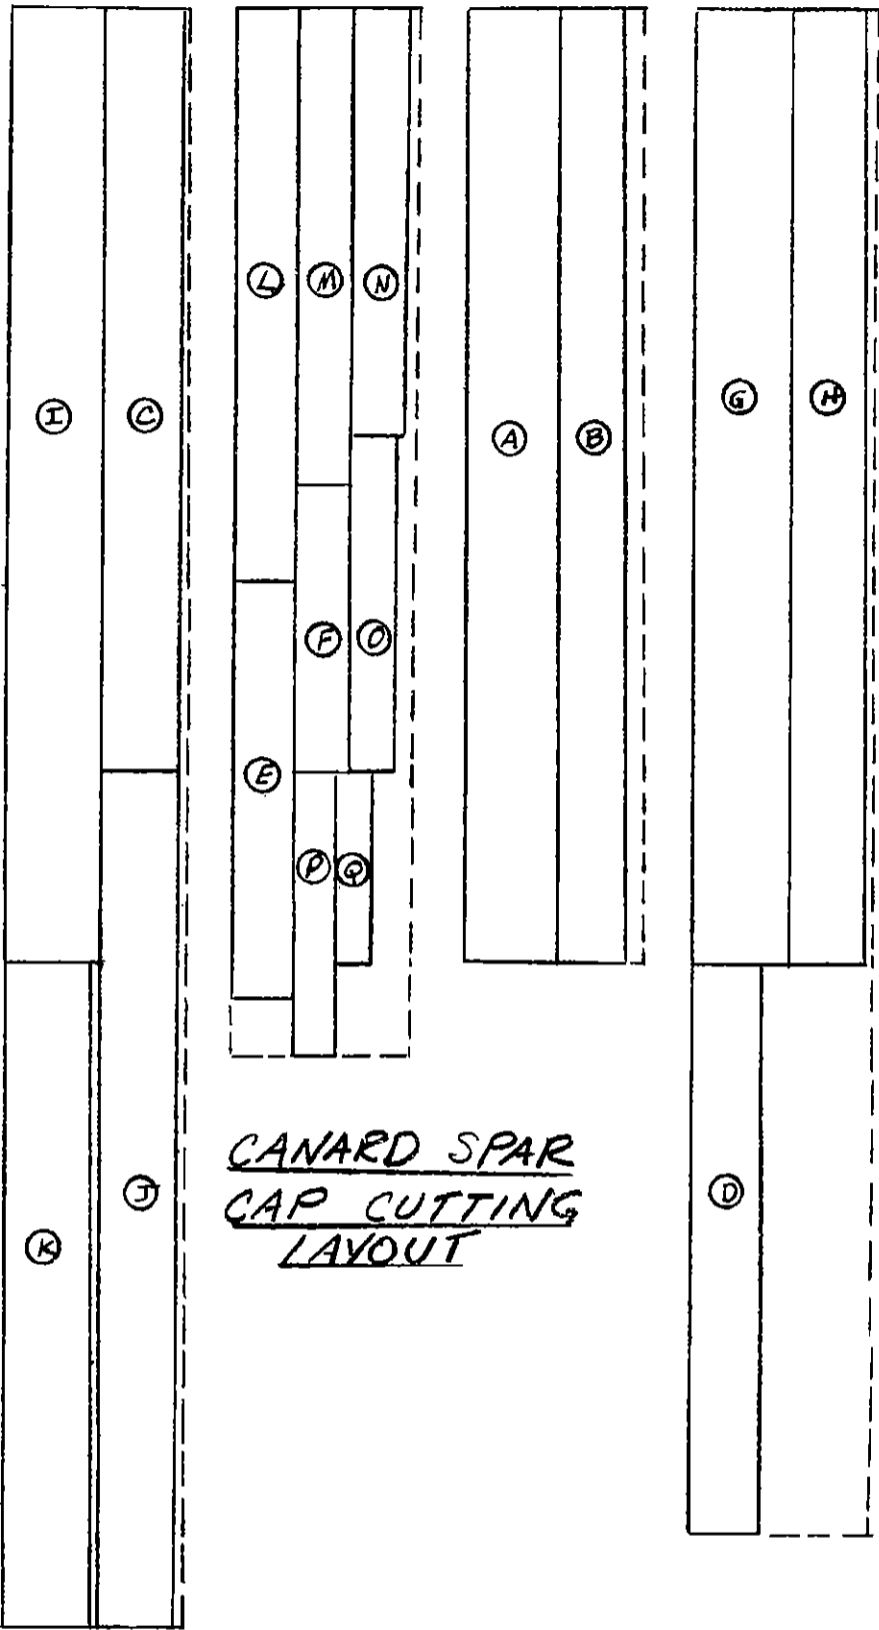 L M N
I C A B G H
F O
E
P Q
CANARD SPAR
CAP CUTTING
LAYOUT
K J D